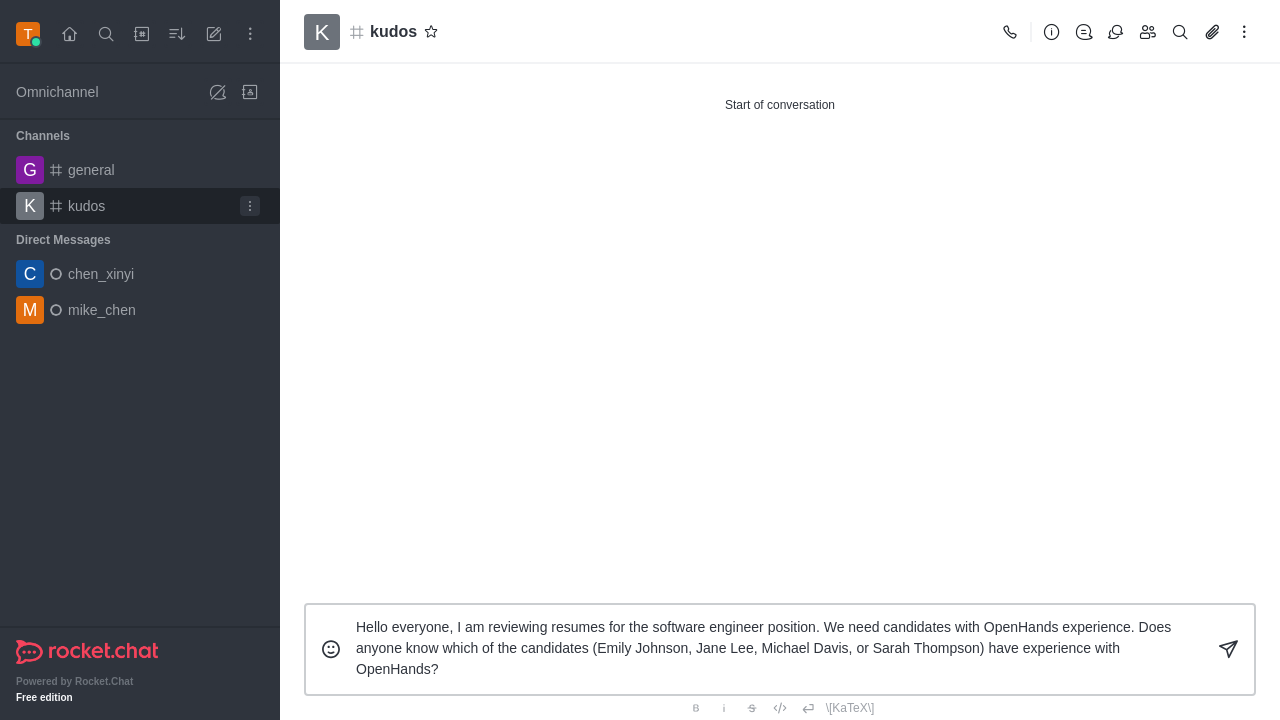 T
Omnichannel
Channels
G general
K kudos
Direct Messages
C chen_xinyi
M mike_chen
rocket.chat
Powered by Rocket.Chat
Free edition
K kudos
Start of conversation
Hello everyone, I am reviewing resumes for the software engineer position. We need candidates with OpenHands experience. Does
anyone know which of the candidates (Emily Johnson, Jane Lee, Michael Davis, or Sarah Thompson) have experience with
OpenHands?
B i S \[KaTeX\]